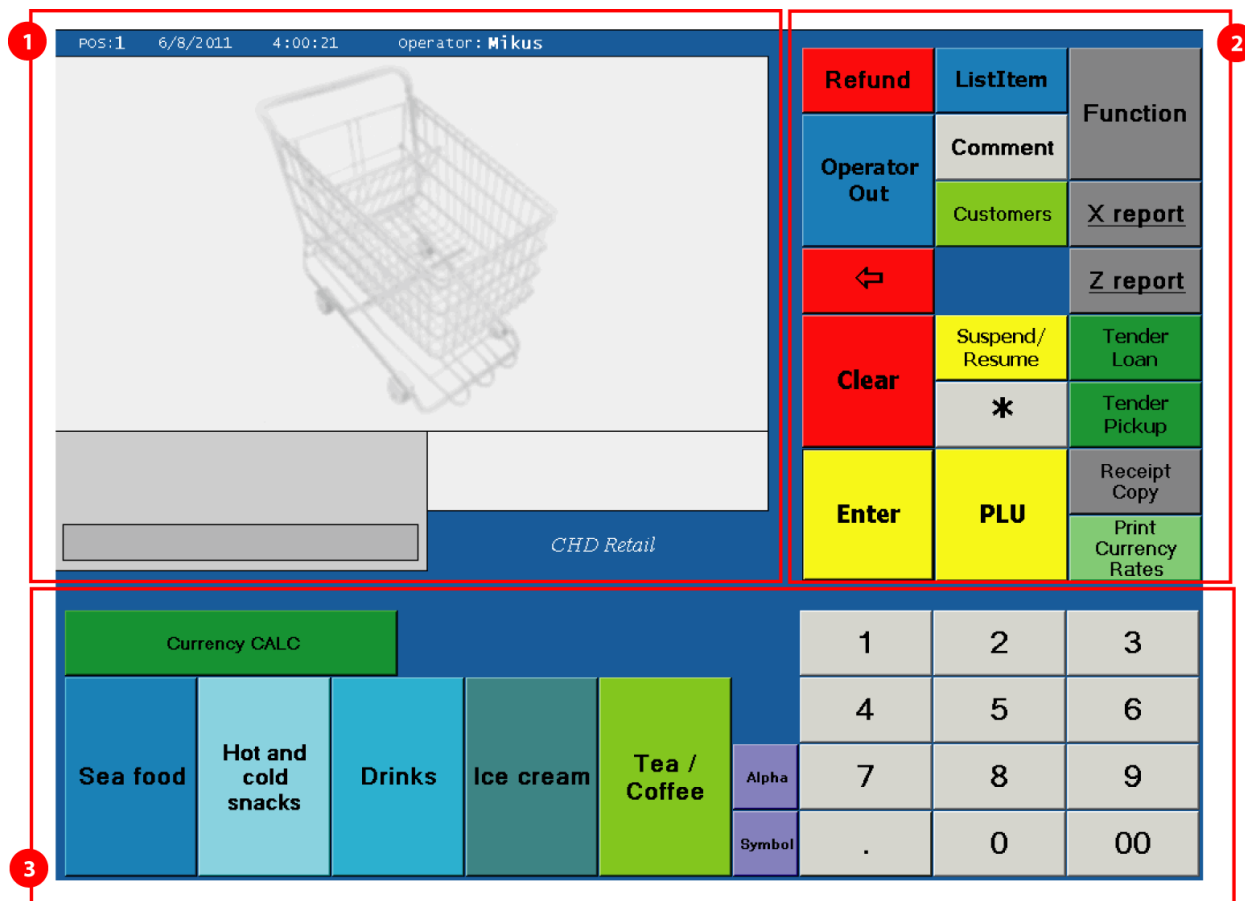 1
POS:1 6/8/2011 4:00:21 Operator: Mikus
CHD Retail
2
Refund
ListItem
Function
Operator
Out
Comment
Customers
X report
Z report
Clear
Suspend/
Resume
Tender
Loan
*
Tender
Pickup
Enter
PLU
Receipt
Copy
Print
Currency
Rates
3
Currency CALC
Sea food
Hot and
cold
snacks
Drinks
Ice cream
Tea /
Coffee
Alpha
Symbol
1 2 3
4 5 6
7 8 9
. 0 00